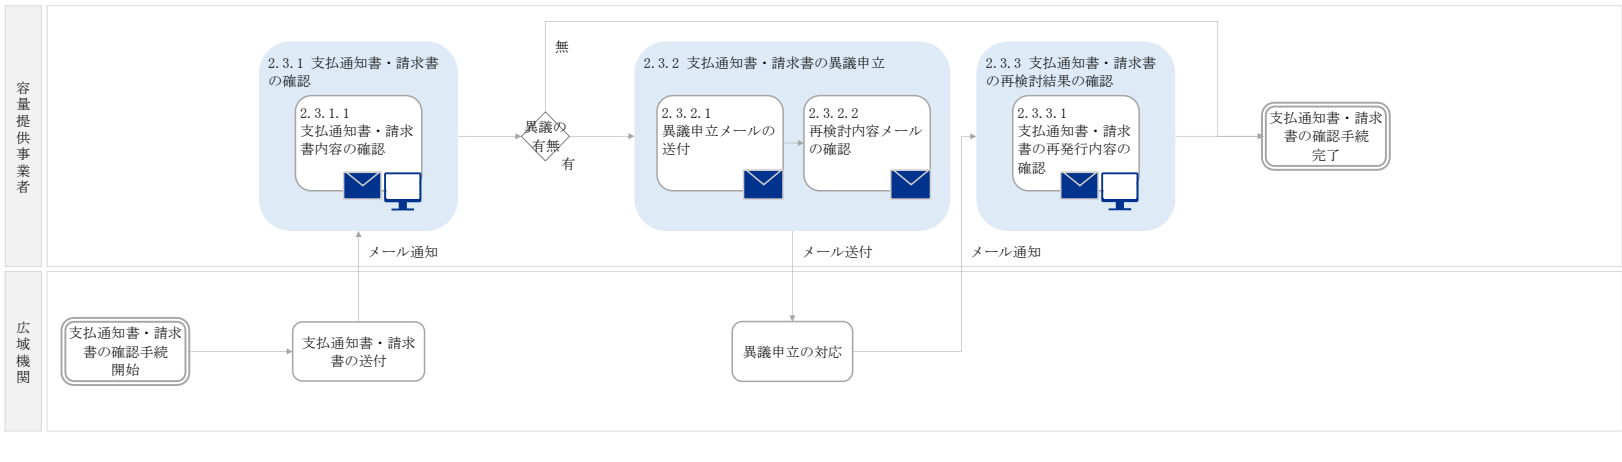 容量提供事業者
2.3.1 支払通知書・請求書
の確認
2.3.1.1
支払通知書・請求
書内容の確認
無
異議の
有無
有
2.3.2 支払通知書・請求書の異議申立
2.3.2.1
異議申立メールの
送付
2.3.2.2
再検討内容メール
の確認
2.3.3 支払通知書・請求書
の再検討結果の確認
2.3.3.1
支払通知書・請求
書の再発行内容の
確認
支払通知書・請求
書の確認手続
完了
メール通知
メール送付
メール通知
広域機関
支払通知書・請求
書の確認手続
開始
支払通知書・請求
書の送付
異議申立の対応